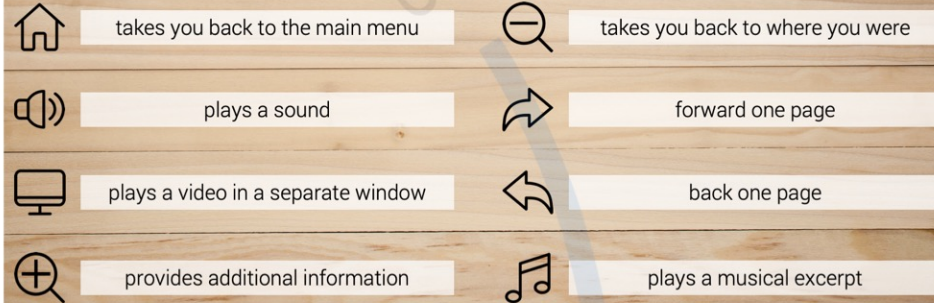 takes you back to the main menu
takes you back to where you were
plays a sound
forward one page
plays a video in a separate window
back one page
provides additional information
plays a musical excerpt